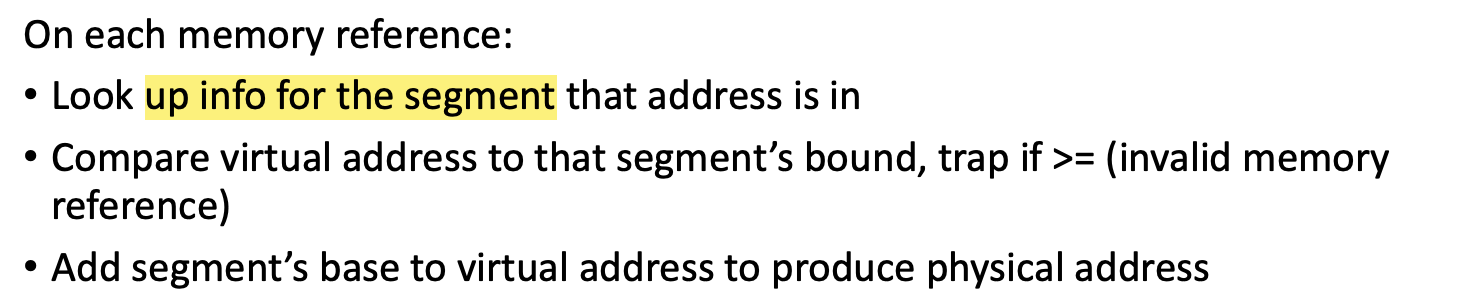 On each memory reference:
• Look up info for the segment that address is in
• Compare virtual address to that segment’s bound, trap if >= (invalid memory
reference)
• Add segment’s base to virtual address to produce physical address